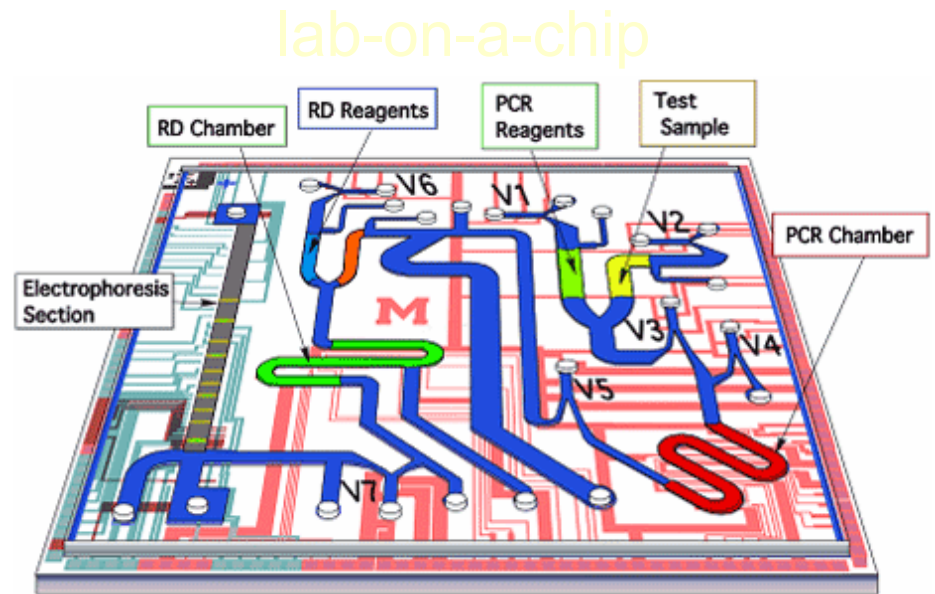 lab-on-a-chip
RD Chamber
RD Reagents
PCR
Reagents
Test
Sample
V6
V1
V2
PCR Chamber
Electrophoresis
Section
M
V3
V4
V5
V7